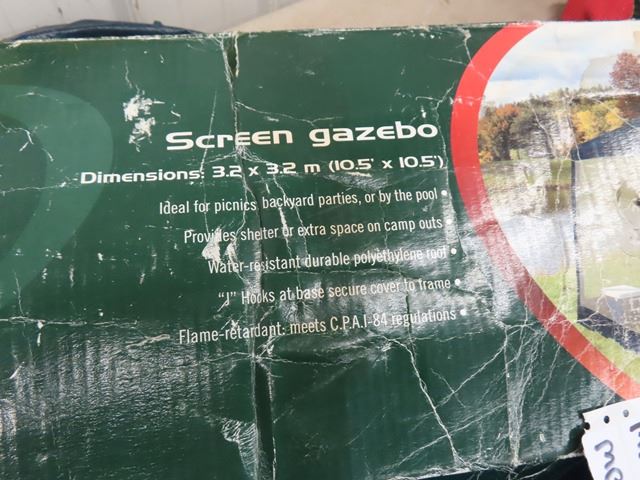 Screen gazebo
Dimensions: 3.2 x 3.2 m (10.5' x 10.5')
Ideal for picnics, backyard parties, or by the pool •
Provides shelter or extra space on camp outs •
Water-resistant durable polyethylene roof •
“J” Hooks at base secure cover to frame •
Flame-retardant: meets C.P.A.I-84 regulations •